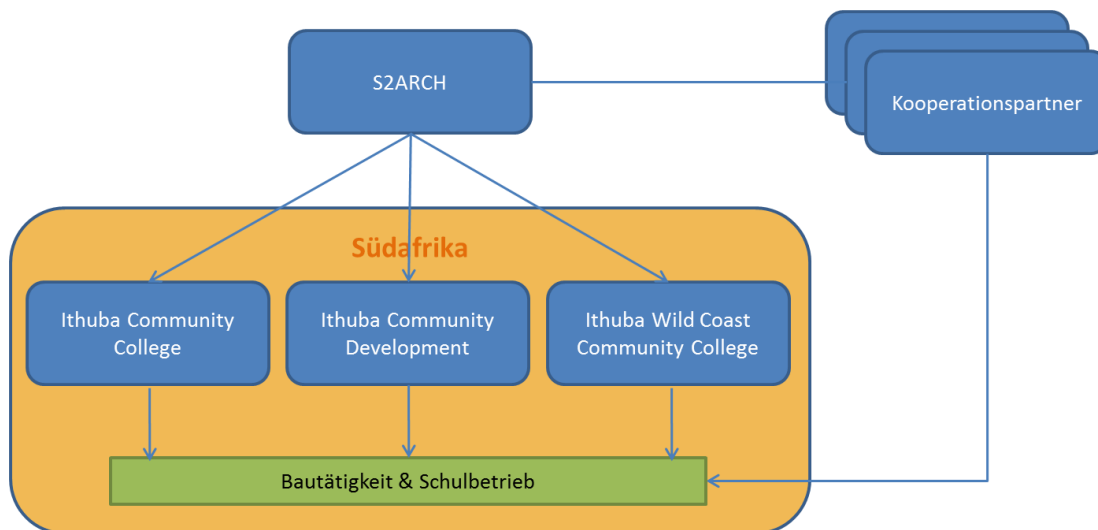 S2ARCH
Kooperationspartner
Südafrika
Ithuba Community
College
Ithuba Community
Development
Ithuba Wild Coast
Community College
Bautätigkeit & Schulbetrieb